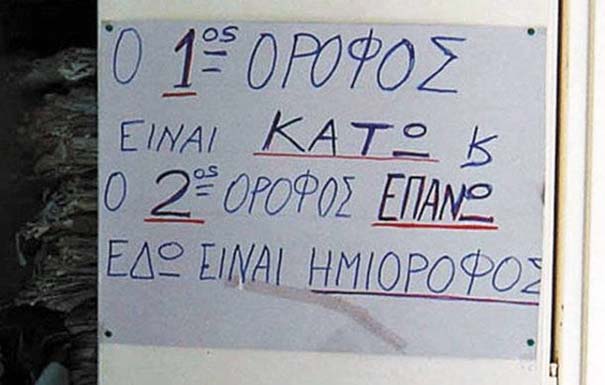 Ο 1ος ΟΡΟΦΟΣ
ΕΙΝΑΙ ΚΑΤΩ Κ
Ο 2ος ΟΡΟΦΟΣ ΕΠΑΝΩ
ΕΔΩ ΕΙΝΑΙ ΗΜΙΟΡΟΦΟΣ